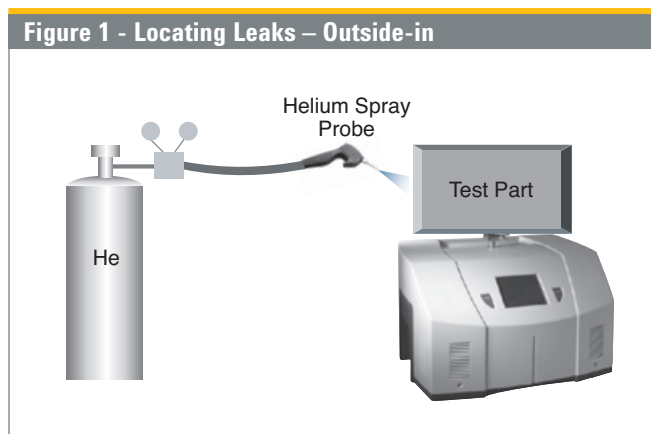 Figure 1 - Locating Leaks – Outside-in
Helium Spray
Probe
Test Part
He